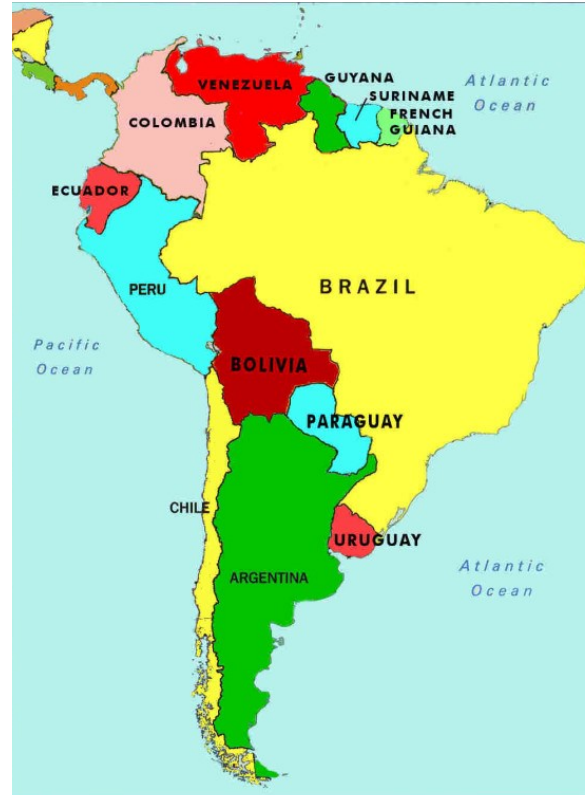 VENEZUELA
GUYANA
SURINAME
FRENCH
GUIANA
Atlantic
Ocean
COLOMBIA
ECUADOR
PERU
BRAZIL
Pacific
Ocean
BOLIVIA
PARAGUAY
CHILE
URUGUAY
ARGENTINA
Atlantic
Ocean